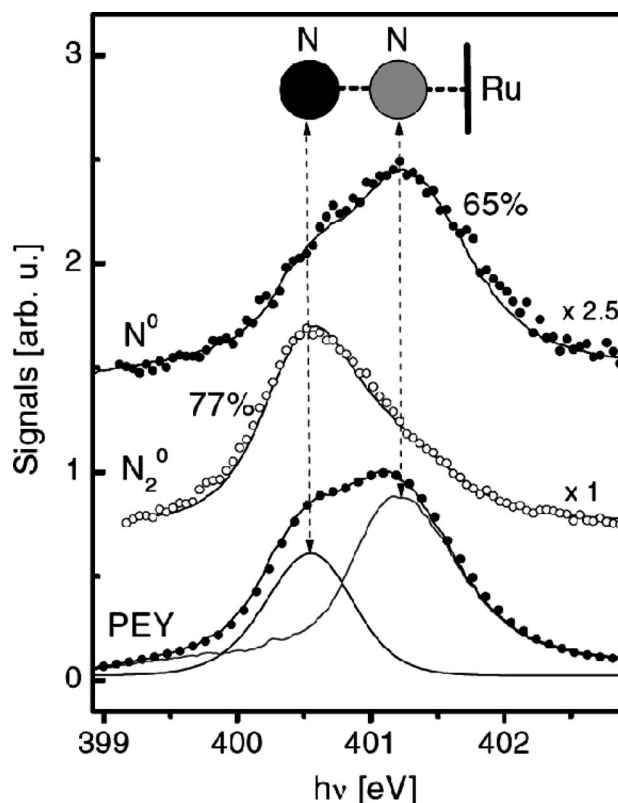 N N
3
Ru
65%
2
N⁰
x 2.5
77%
N₂⁰
x 1
1
PEY
0
399 400 401 402
hν [eV]
Signals [arb. u.]